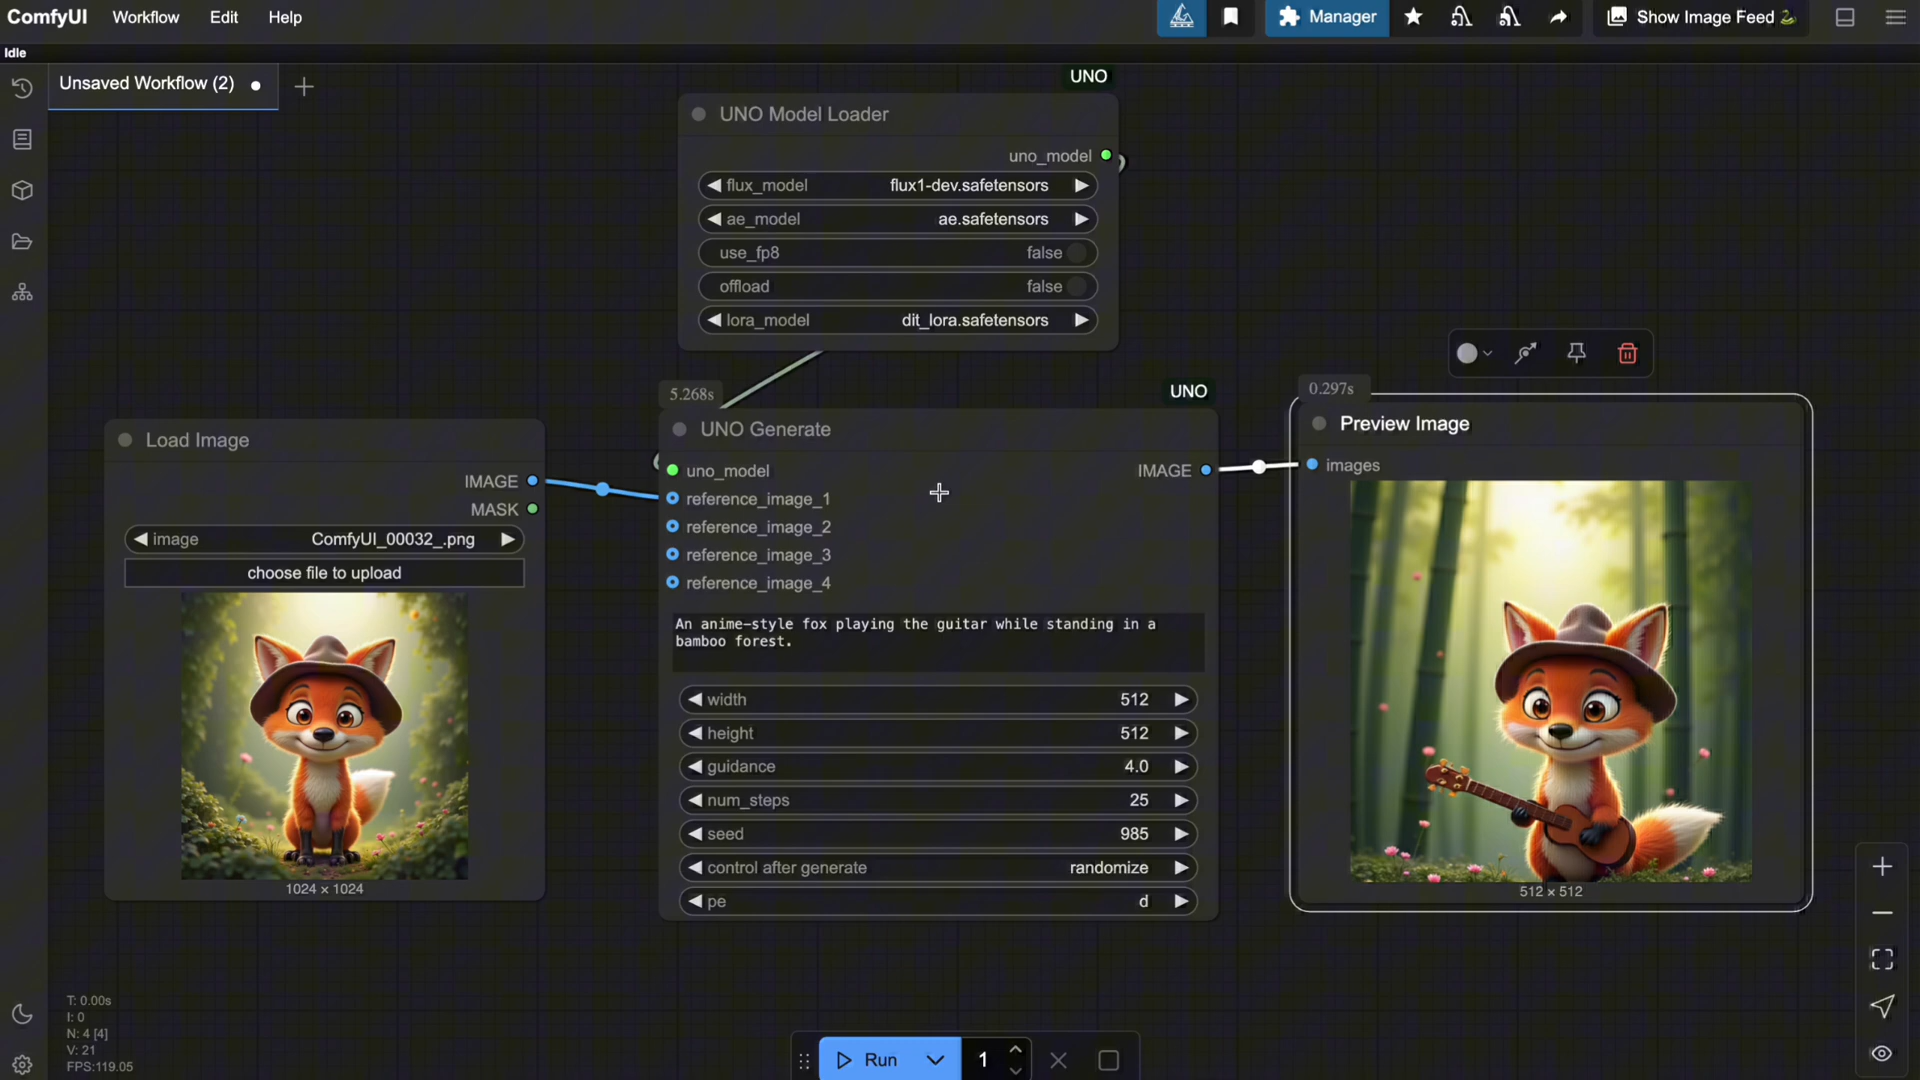 ComfyUI
Workflow
Edit
Help
Manager
Show Image Feed
Idle
Unsaved Workflow (2)
UNO
UNO Model Loader
uno_model
flux_model flux1-dev.safetensors
ae_model ae.safetensors
use_fp8 false
offload false
lora_model dit_lora.safetensors
Load Image
IMAGE
MASK
image ComfyUI_00032_.png
choose file to upload
1024 × 1024
5.268s
UNO
UNO Generate
uno_model IMAGE
reference_image_1
reference_image_2
reference_image_3
reference_image_4
An anime-style fox playing the guitar while standing in a
bamboo forest.
width 512
height 512
guidance 4.0
num_steps 25
seed 985
control after generate randomize
pe d
0.297s
Preview Image
images
512 × 512
T: 0.00s
I: 0
N: 4 [4]
V: 21
FPS:119.05
Run
1